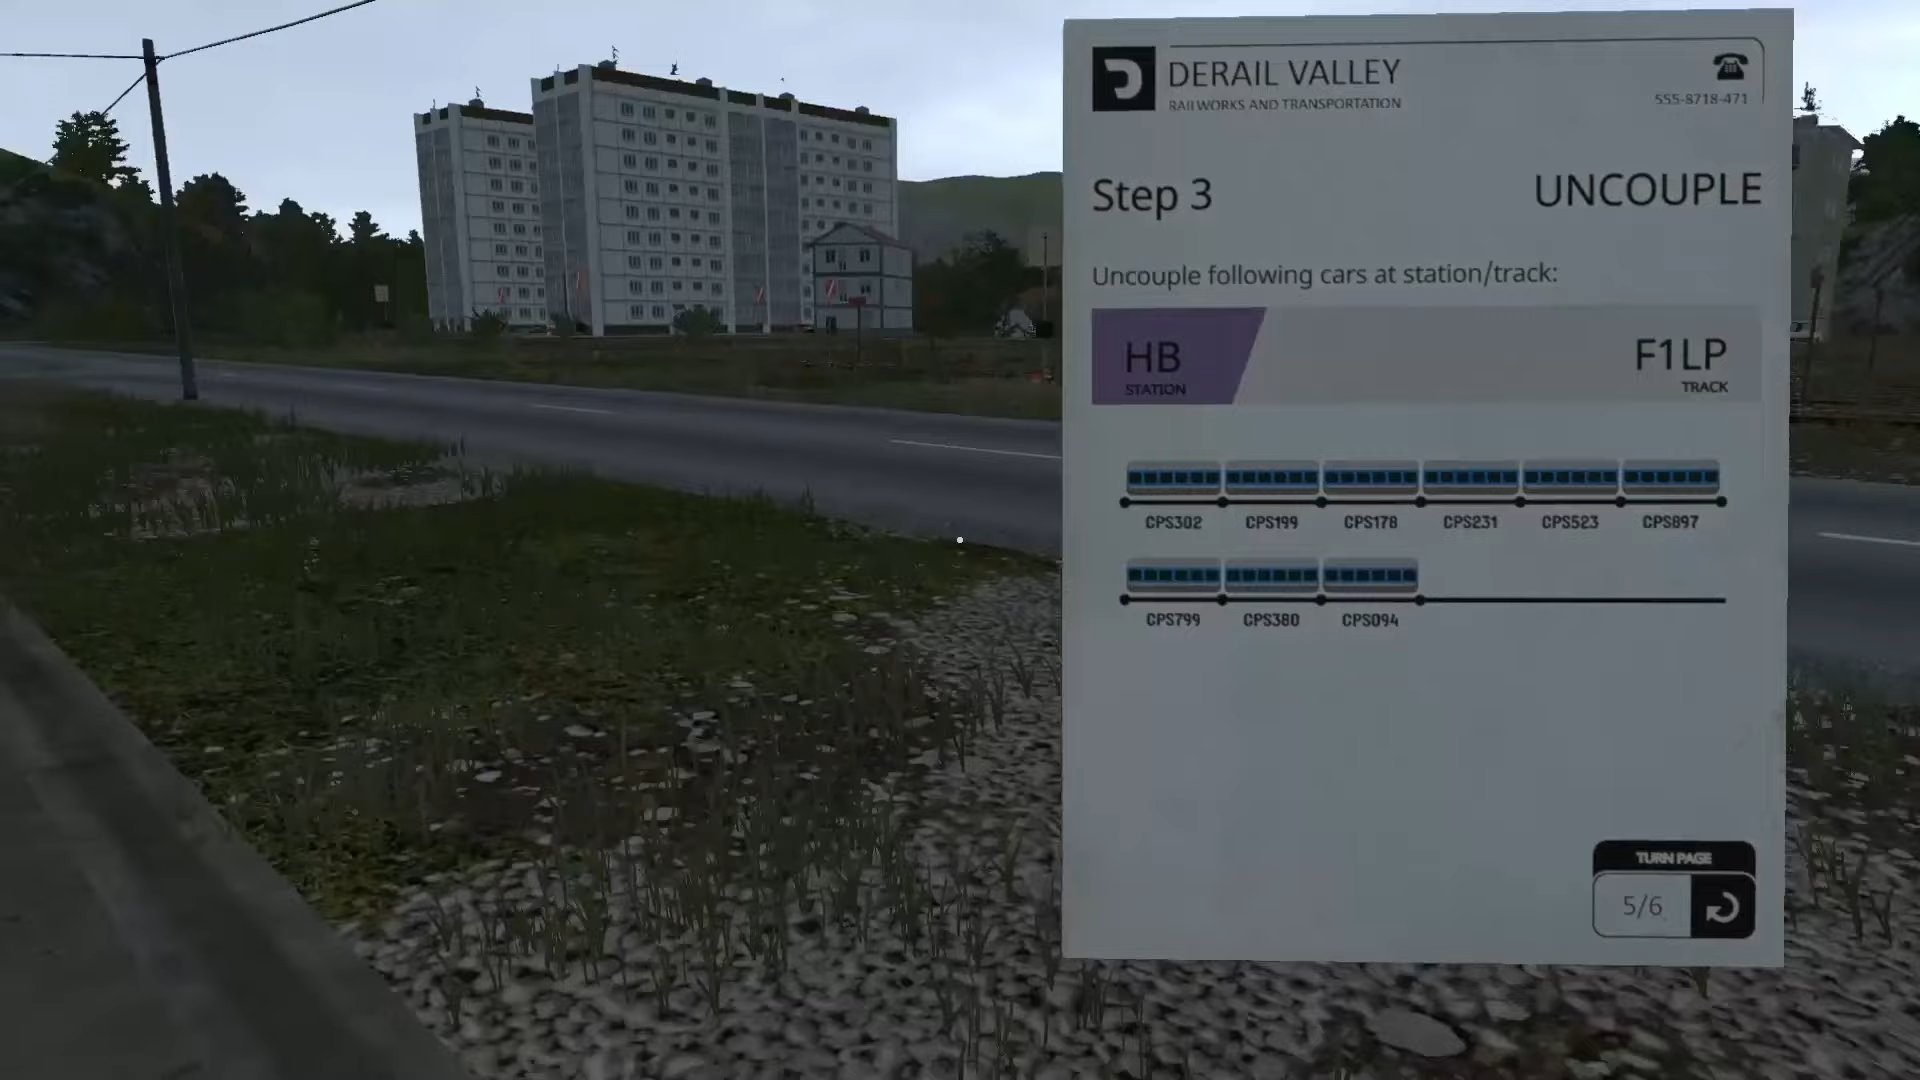 DERAIL VALLEY
RAILWORKS AND TRANSPORTATION
555-8718-471
Step 3
UNCOUPLE
Uncouple following cars at station/track:
HB
STATION
F1LP
TRACK
CPS302 CPS199 CPS178 CPS231 CPS523 CPS897
CPS799 CPS380 CPS094
TURN PAGE
5/6